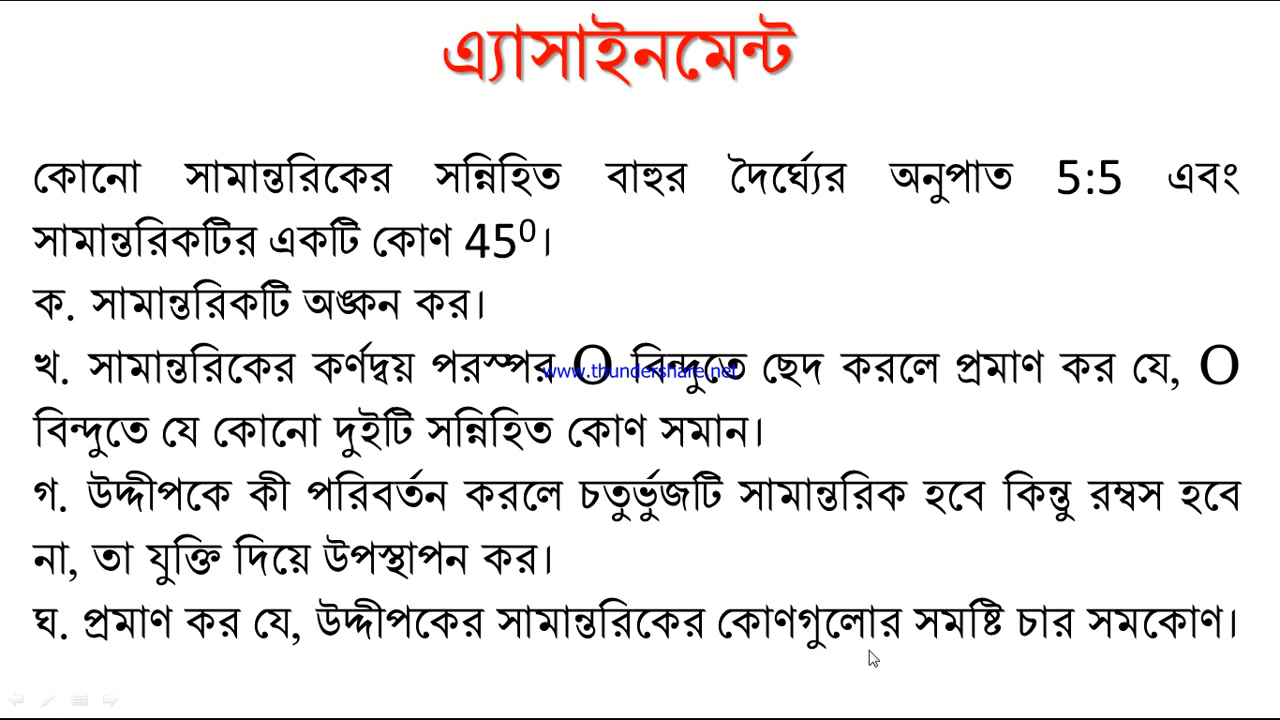 এ্যাসাইনমেন্ট
কোনো সামান্তরিকের সন্নিহিত বাহুর দৈর্ঘ্যের অনুপাত 5:5 এবং
সামান্তরিকটির একটি কোণ 45⁰।
ক. সামান্তরিকটি অঙ্কন কর।
খ. সামান্তরিকের কর্ণদ্বয় পরস্পর O বিন্দুতে ছেদ করলে প্রমাণ কর যে, O
www.thundershare.net
বিন্দুতে যে কোনো দুইটি সন্নিহিত কোণ সমান।
গ. উদ্দীপকে কী পরিবর্তন করলে চতুর্ভুজটি সামান্তরিক হবে কিন্তু রম্বস হবে
না, তা যুক্তি দিয়ে উপস্থাপন কর।
ঘ. প্রমাণ কর যে, উদ্দীপকের সামান্তরিকের কোণগুলোর সমষ্টি চার সমকোণ।